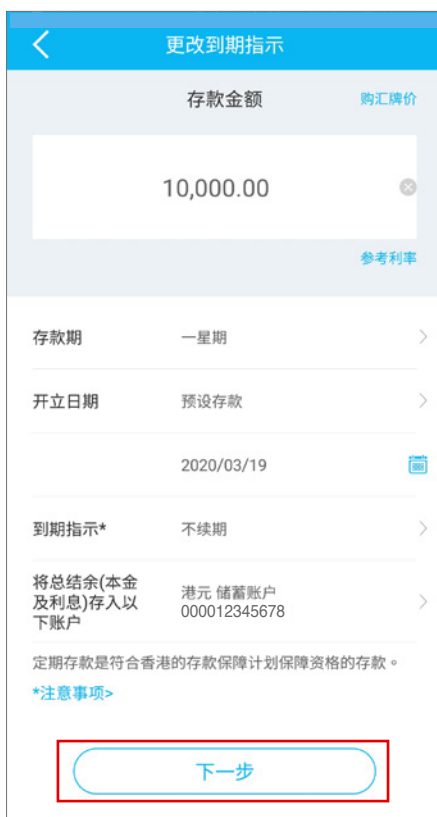 更改到期指示
存款金额 购汇牌价
10,000.00
参考利率
存款期 一星期
开立日期 预设存款
2020/03/19
到期指示* 不续期
将总结余(本金
及利息)存入以
下账户
港元 储蓄账户
000012345678
定期存款是符合香港的存款保障计划保障资格的存款。
*注意事项>
下一步